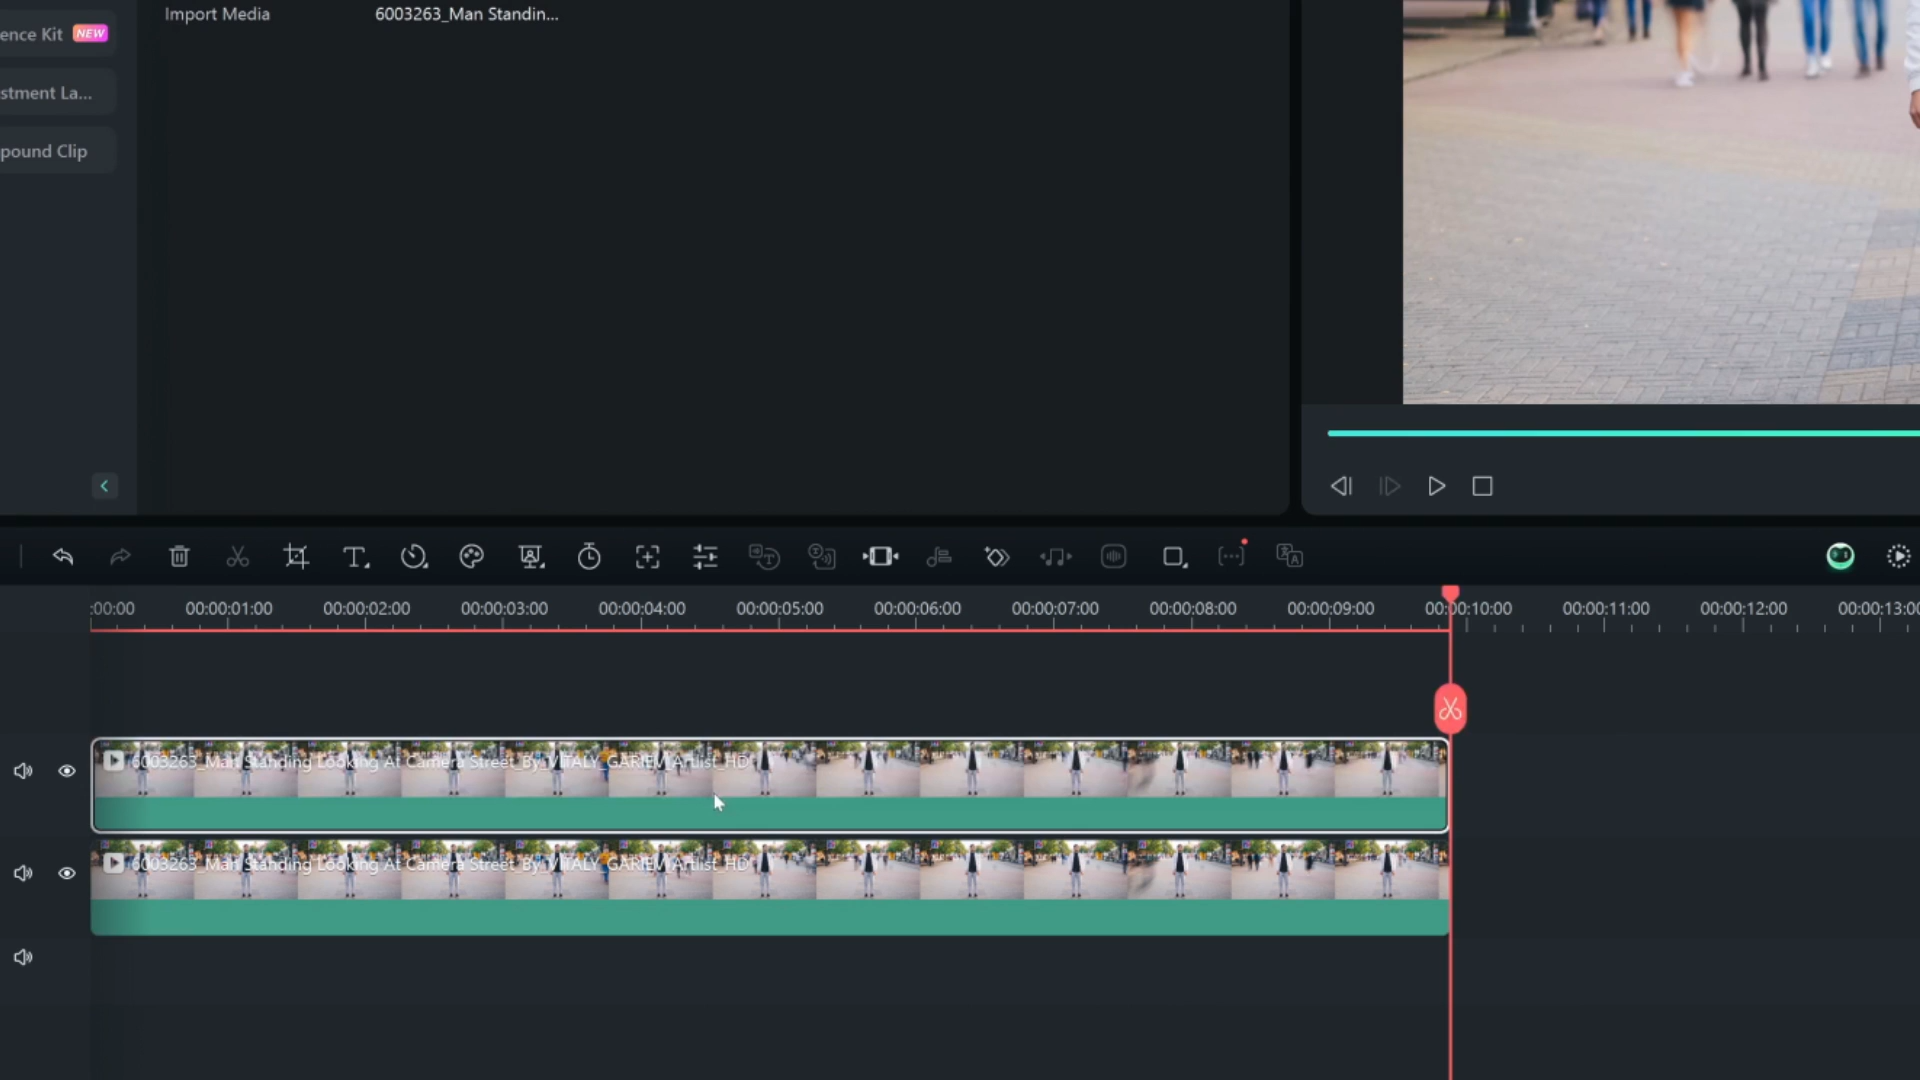 Import Media
6003263_Man Standin...
ence Kit NEW
stment La...
pound Clip
:00:00 00:00:01:00 00:00:02:00 00:00:03:00 00:00:04:00 00:00:05:00 00:00:06:00 00:00:07:00 00:00:08:00 00:00:09:00 00:00:10:00 00:00:11:00 00:00:12:00 00:00:13:00
6003263_Man Standing Looking At Camera Street_By_VITALY_GARIEV_Artlist_HD
6003263_Man Standing Looking At Camera Street_By_VITALY_GARIEV_Artlist_HD